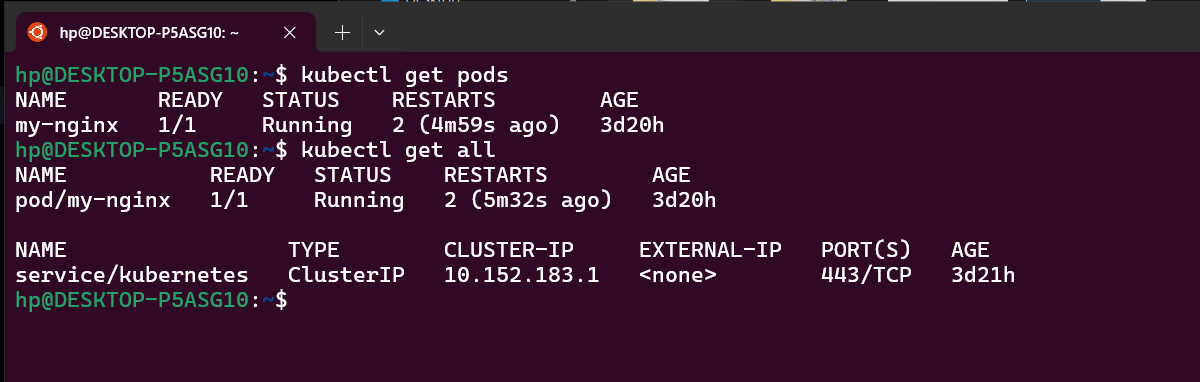 hp@DESKTOP-P5ASG10: ~
hp@DESKTOP-P5ASG10:~$ kubectl get pods
NAME       READY   STATUS    RESTARTS        AGE
my-nginx   1/1     Running   2 (4m59s ago)   3d20h
hp@DESKTOP-P5ASG10:~$ kubectl get all
NAME           READY   STATUS    RESTARTS        AGE
pod/my-nginx   1/1     Running   2 (5m32s ago)   3d20h
NAME                 TYPE        CLUSTER-IP     EXTERNAL-IP   PORT(S)   AGE
service/kubernetes   ClusterIP   10.152.183.1   <none>        443/TCP   3d21h
hp@DESKTOP-P5ASG10:~$